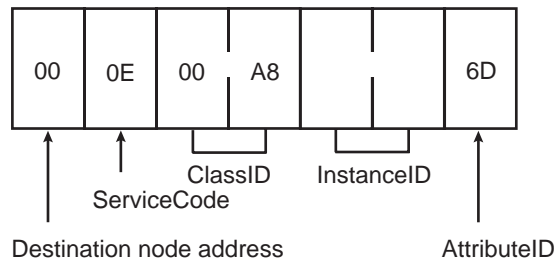 00 0E 00 A8 6D
ClassID InstanceID
ServiceCode
Destination node address AttributeID